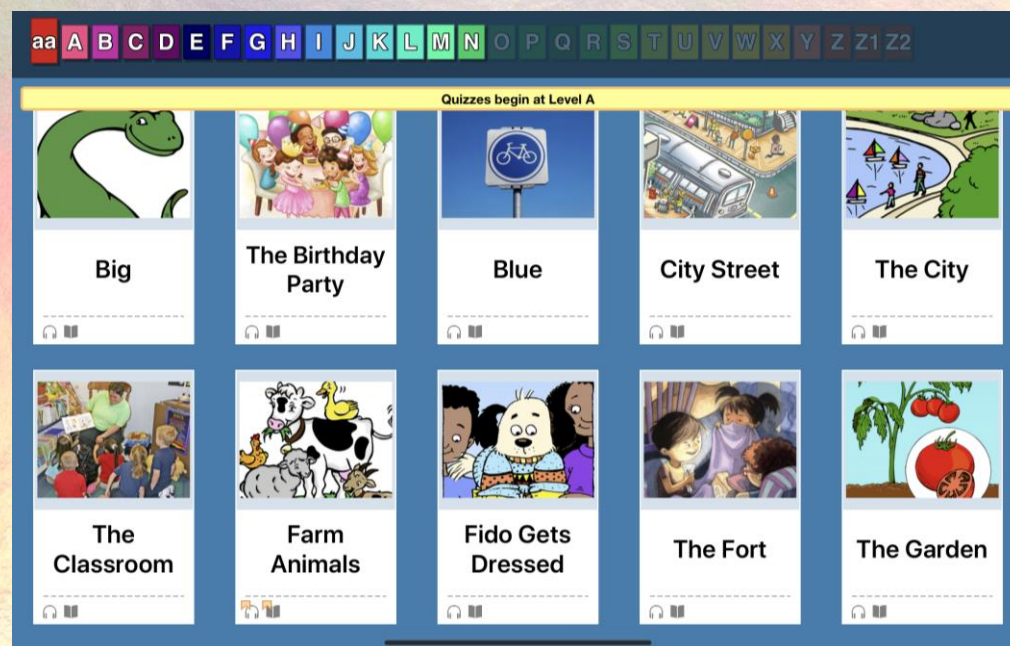 aa A B C D E F G H I J K L M N O P Q R S T U V W X Y Z Z1 Z2
Quizzes begin at Level A
Big
The Birthday
Party
Blue
City Street
The City
The
Classroom
Farm
Animals
Fido Gets
Dressed
The Fort
The Garden